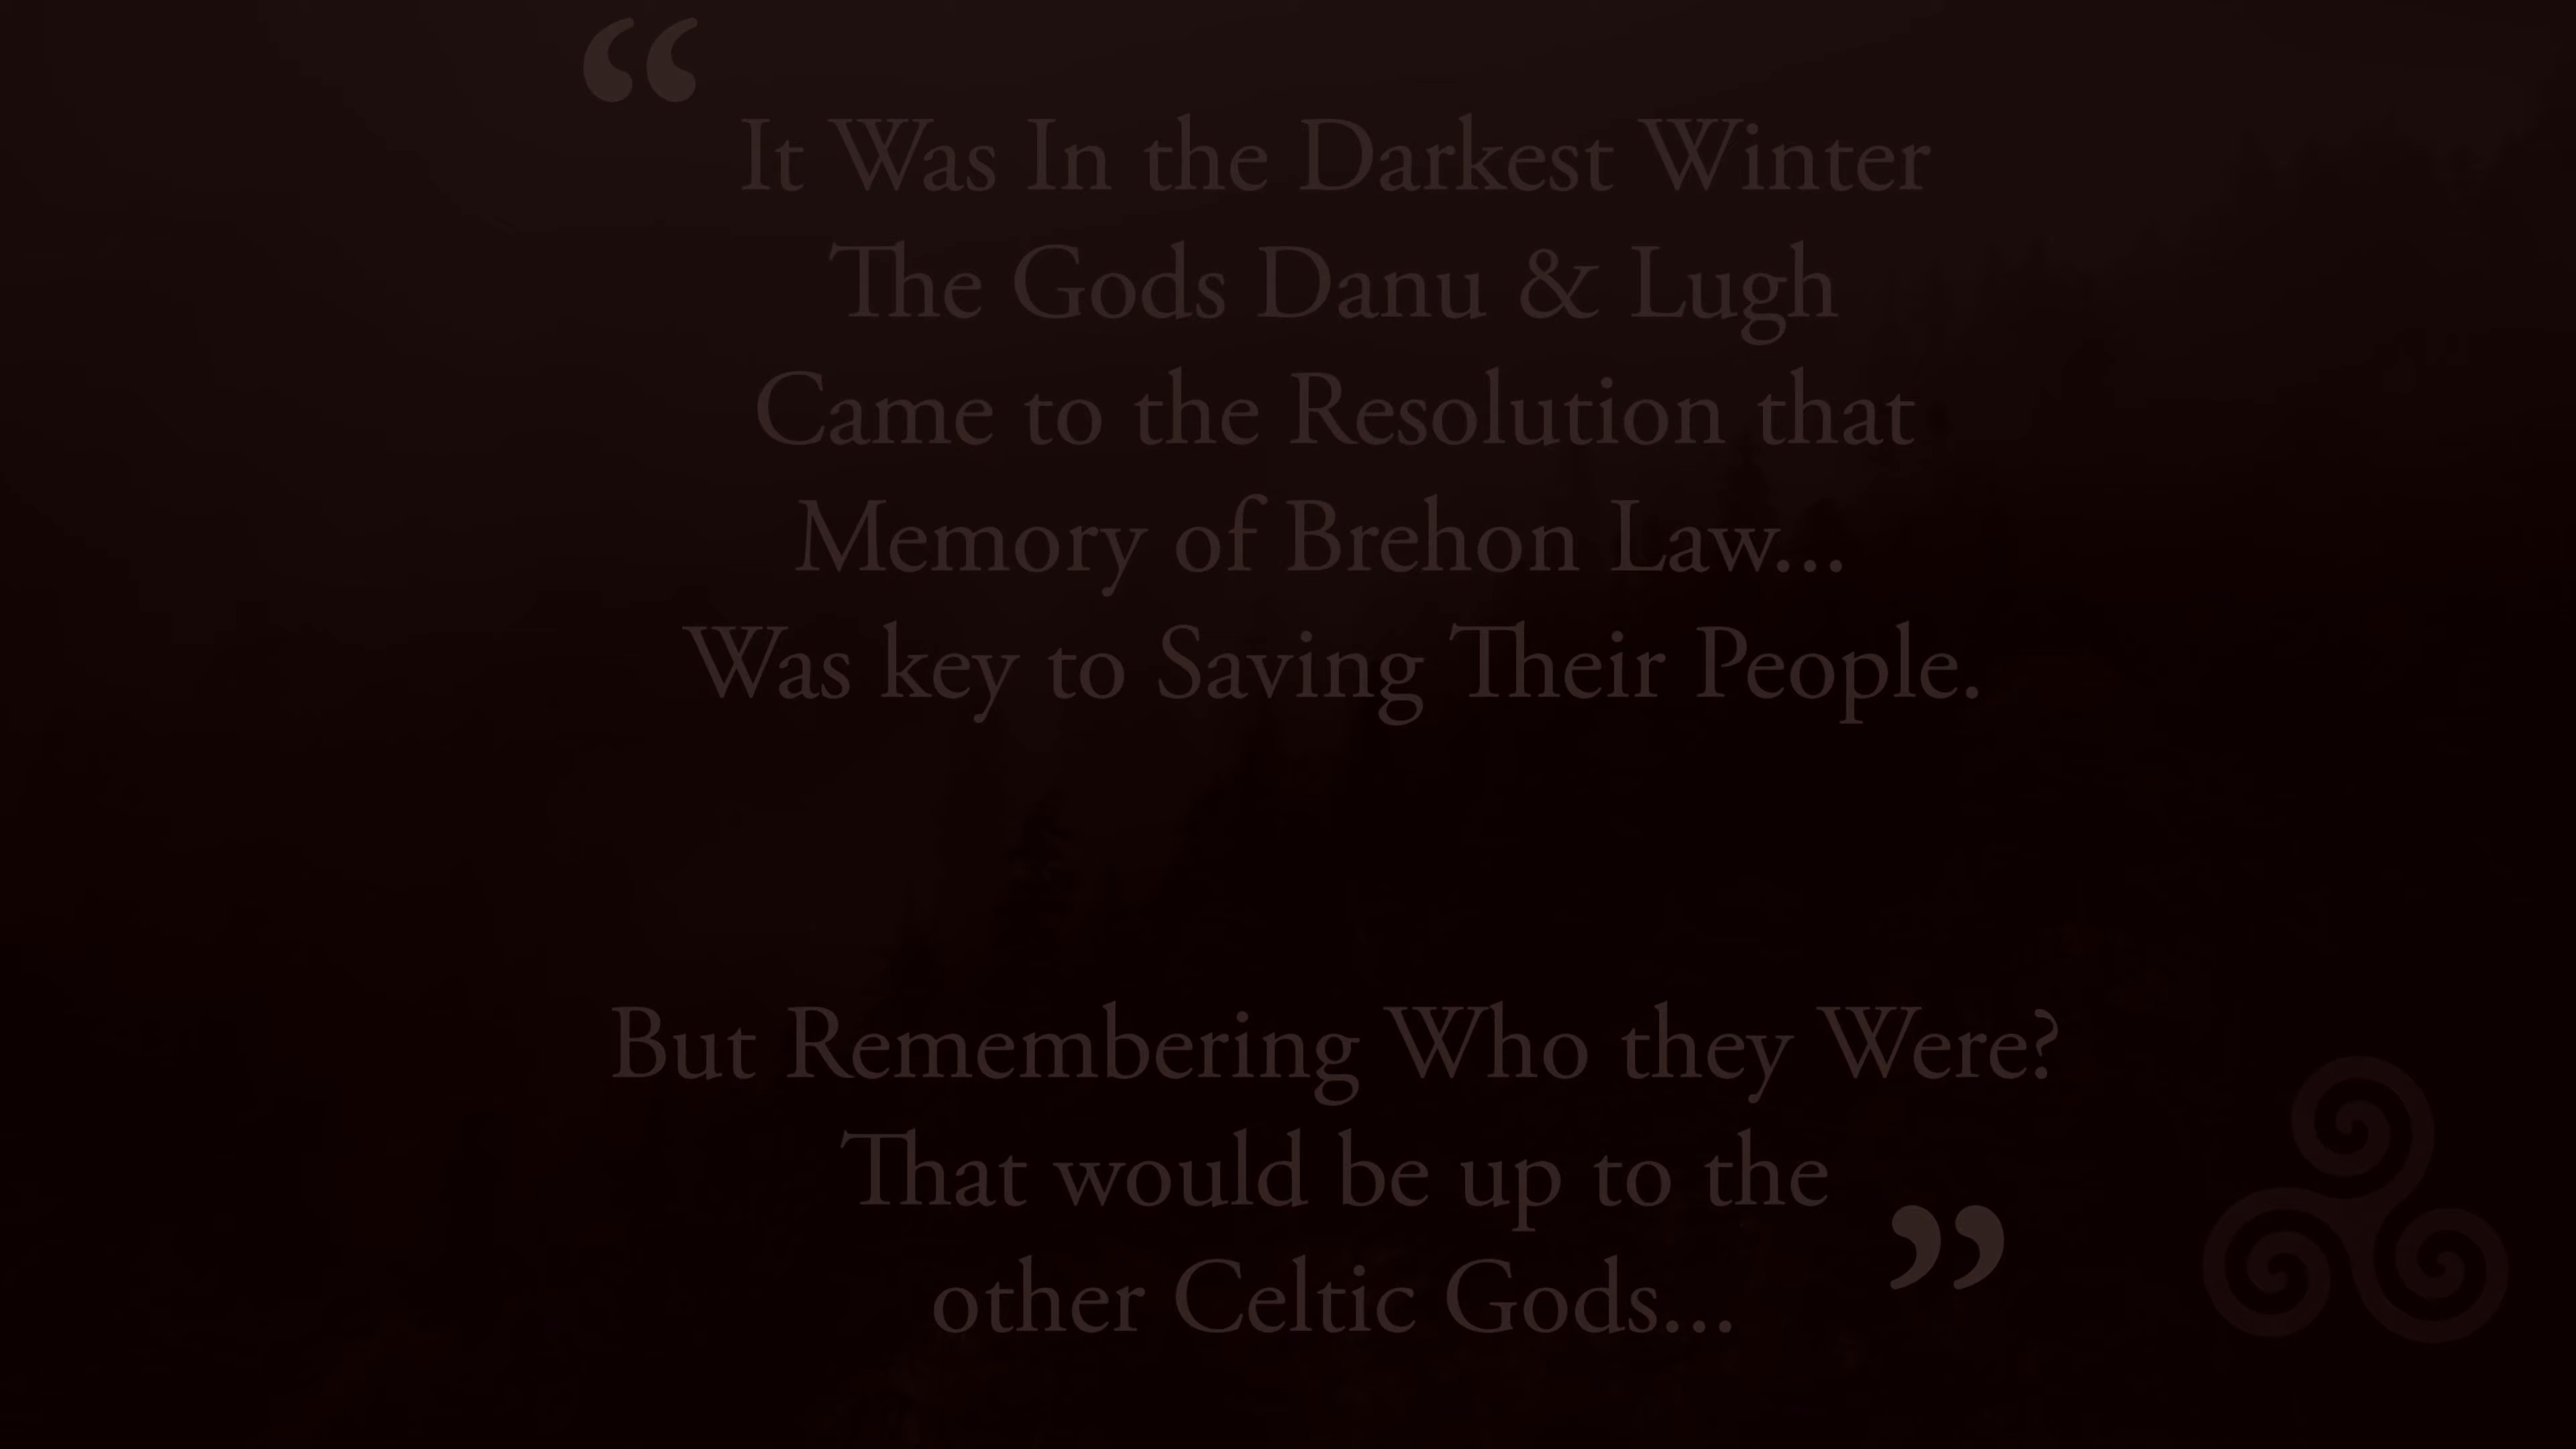 “
It Was In the Darkest Winter
The Gods Danu & Lugh
Came to the Resolution that
Memory of Brehon Law...
Was key to Saving Their People.
But Remembering Who they Were?
That would be up to the
other Celtic Gods...
”